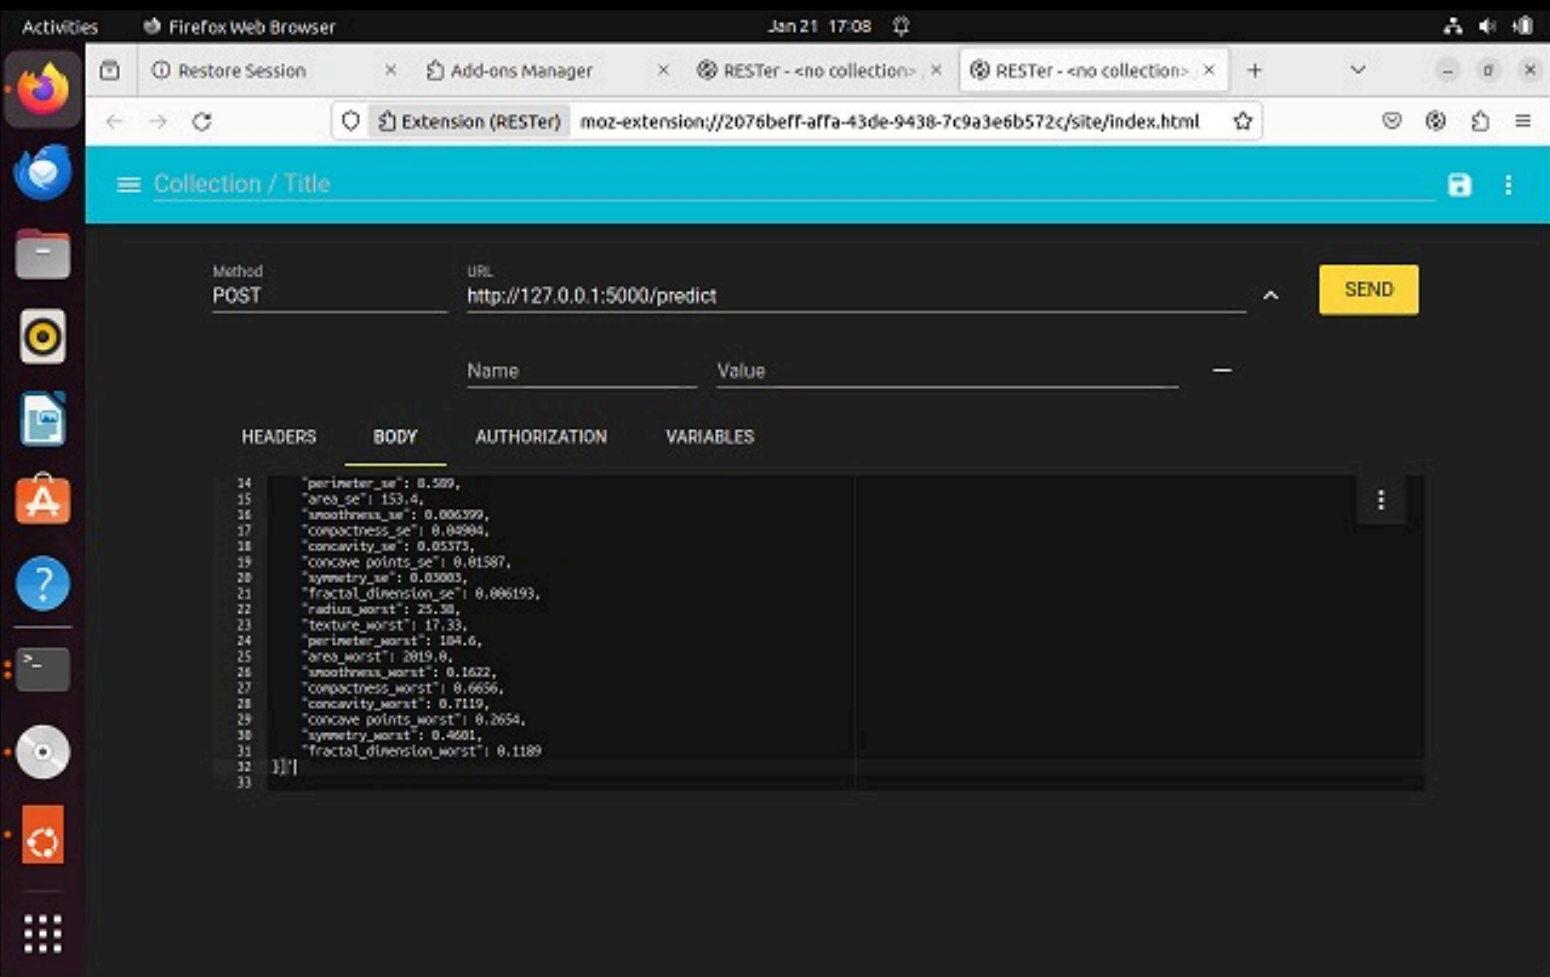 Activities Firefox Web Browser Jan 21 17:08
Restore Session × Add-ons Manager × RESTer - <no collection> / × RESTer - <no collection> / × +
Extension (RESTer) moz-extension://2076beff-affa-43de-9438-7c9a3e6b572c/site/index.html
Collection / Title
Method URL
POST http://127.0.0.1:5000/predict SEND
Name Value
HEADERS BODY AUTHORIZATION VARIABLES
14 "perimeter_se": 8.589,
15 "area_se": 153.4,
16 "smoothness_se": 0.006399,
17 "compactness_se": 0.04904,
18 "concavity_se": 0.05373,
19 "concave points_se": 0.01587,
20 "symmetry_se": 0.03003,
21 "fractal_dimension_se": 0.006193,
22 "radius_worst": 25.38,
23 "texture_worst": 17.33,
24 "perimeter_worst": 184.6,
25 "area_worst": 2019.0,
26 "smoothness_worst": 0.1622,
27 "compactness_worst": 0.6656,
28 "concavity_worst": 0.7119,
29 "concave points_worst": 0.2654,
30 "symmetry_worst": 0.4601,
31 "fractal_dimension_worst": 0.1189
32 }]'
33